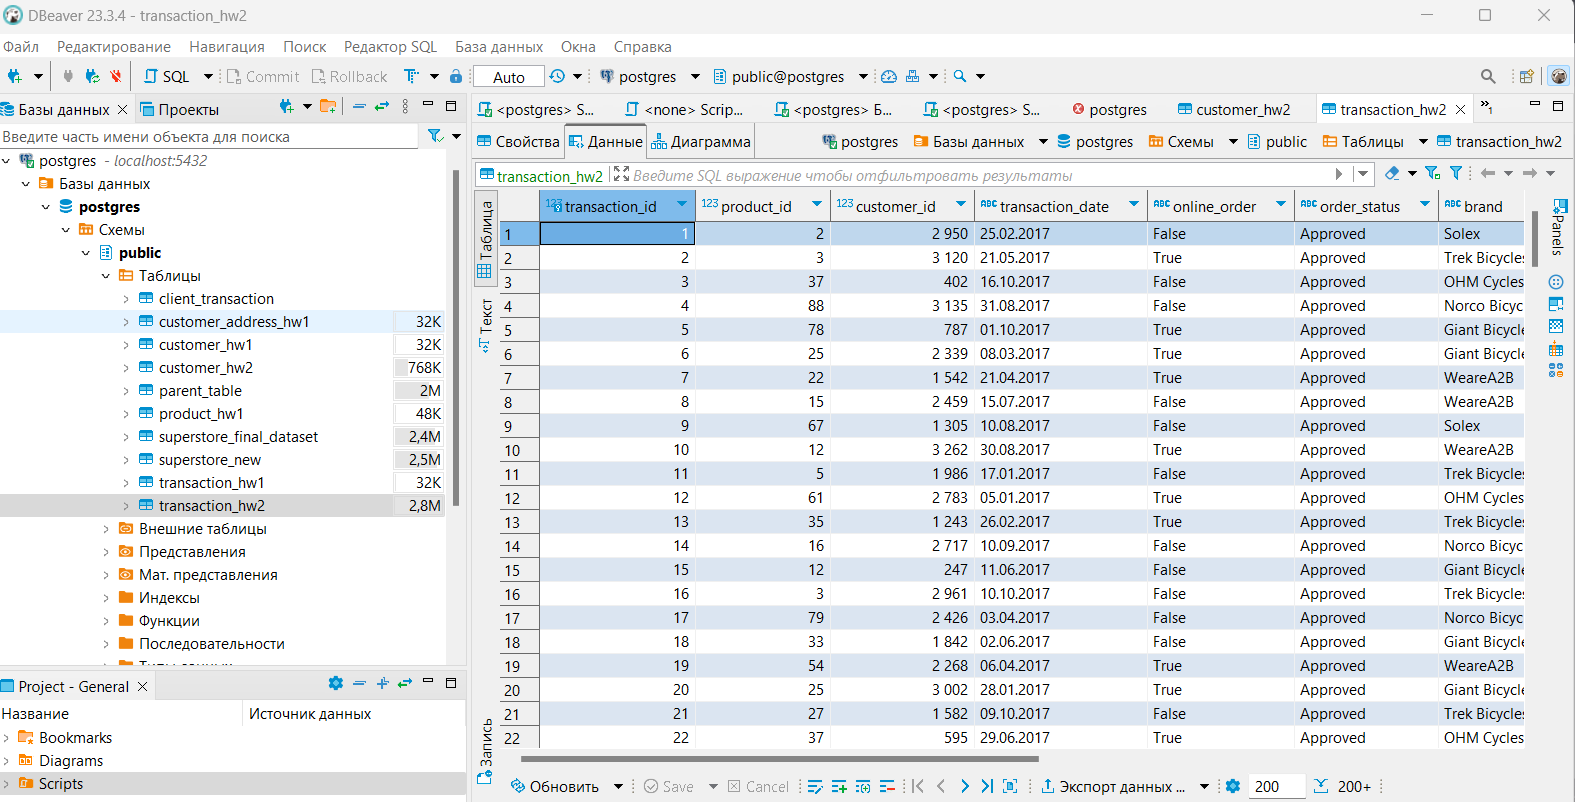 DBeaver 23.3.4 - transaction_hw2
Файл Редактирование Навигация Поиск Редактор SQL База данных Окна Справка
SQL Commit Rollback Auto postgres public@postgres
Базы данных Проекты
<postgres> S... <none> Scrip... <postgres> Б... <postgres> S... postgres customer_hw2 transaction_hw2 »1
Введите часть имени объекта для поиска
Свойства Данные Диаграмма postgres Базы данных postgres Схемы public Таблицы transaction_hw2
transaction_hw2 Введите SQL выражение чтобы отфильтровать результаты
postgres - localhost:5432
Базы данных
postgres
Схемы
public
Таблицы
client_transaction
customer_address_hw1 32K
customer_hw1 32K
customer_hw2 768K
parent_table 2M
product_hw1 48K
superstore_final_dataset 2,4M
superstore_new 2,5M
transaction_hw1 32K
transaction_hw2 2,8M
Внешние таблицы
Представления
Мат. представления
Индексы
Функции
Последовательности
Project - General
Название Источник данных
Bookmarks
Diagrams
Scripts
Таблица
Текст
Запись
123 transaction_id 123 product_id 123 customer_id ABC transaction_date ABC online_order ABC order_status ABC brand
1 1 2 2 950 25.02.2017 False Approved Solex
2 2 3 3 120 21.05.2017 True Approved Trek Bicycles
3 3 37 402 16.10.2017 False Approved OHM Cycles
4 4 88 3 135 31.08.2017 False Approved Norco Bicyc
5 5 78 787 01.10.2017 True Approved Giant Bicycle
6 6 25 2 339 08.03.2017 True Approved Giant Bicycle
7 7 22 1 542 21.04.2017 True Approved WeareA2B
8 8 15 2 459 15.07.2017 False Approved WeareA2B
9 9 67 1 305 10.08.2017 False Approved Solex
10 10 12 3 262 30.08.2017 True Approved WeareA2B
11 11 5 1 986 17.01.2017 False Approved Trek Bicycles
12 12 61 2 783 05.01.2017 True Approved OHM Cycles
13 13 35 1 243 26.02.2017 True Approved Trek Bicycles
14 14 16 2 717 10.09.2017 False Approved Norco Bicyc
15 15 12 247 11.06.2017 False Approved Giant Bicycle
16 16 3 2 961 10.10.2017 False Approved Trek Bicycles
17 17 79 2 426 03.04.2017 False Approved Norco Bicyc
18 18 33 1 842 02.06.2017 False Approved Giant Bicycle
19 19 54 2 268 06.04.2017 True Approved WeareA2B
20 20 25 3 002 28.01.2017 True Approved Giant Bicycle
21 21 27 1 582 09.10.2017 False Approved Trek Bicycles
22 22 37 595 29.06.2017 True Approved OHM Cycles
Panels
Обновить Save Cancel Экспорт данных ... 200 200+